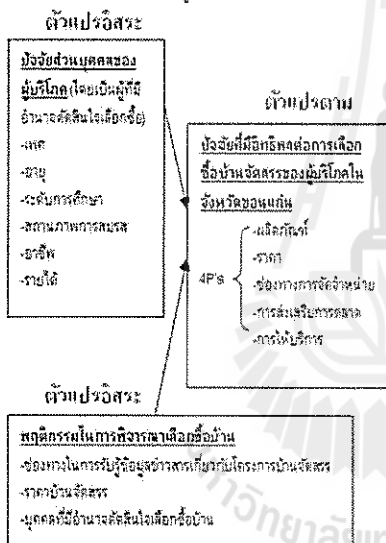 ตัวแปรอิสระ
ปัจจัยส่วนบุคคลของ
ผู้บริโภค (โดยเป็นผู้ที่มี
อำนาจตัดสินใจเลือกซื้อ)
-เพศ
-อายุ
-ระดับการศึกษา
-สถานภาพการสมรส
-อาชีพ
-รายได้
ตัวแปรตาม
ปัจจัยที่มีอิทธิพลต่อการเลือก
ซื้อบ้านจัดสรรของผู้บริโภคใน
จังหวัดขอนแก่น
-ผลิตภัณฑ์
-ราคา
4P's
-ช่องทางการจัดจำหน่าย
-การส่งเสริมการตลาด
-การให้บริการ
ตัวแปรอิสระ
พฤติกรรมในการพิจารณาเลือกซื้อบ้าน
-ช่องทางในการรับรู้ข้อมูลข่าวสารเกี่ยวกับโครงการบ้านจัดสรร
-ราคาบ้านจัดสรร
-บุคคลที่มีอำนาจตัดสินใจเลือกซื้อบ้าน